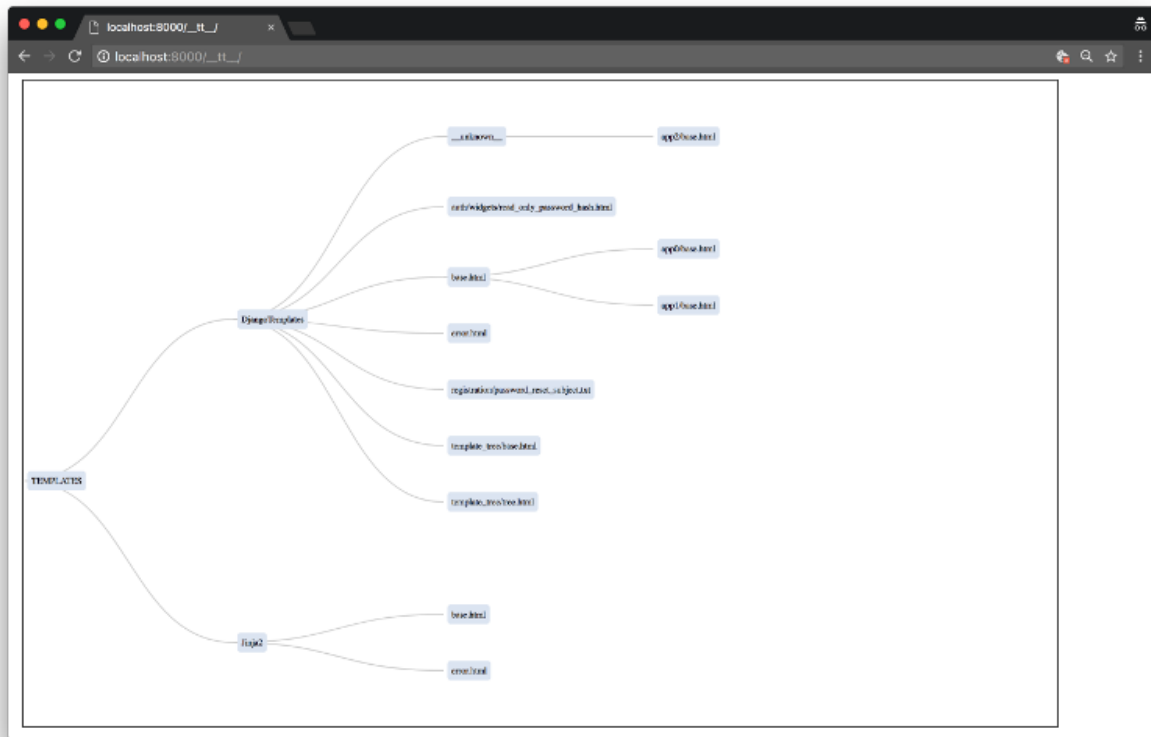 localhost:8000/__tt__/
localhost:8000/__tt__/
__unknown__
app2/base.html
auth/widgets/read_only_password_hash.html
app0/base.html
base.html
app1/base.html
DjangoTemplates
error.html
registration/password_reset_subject.txt
template_tree/base.html
TEMPLATES
template_tree/tree.html
base.html
Jinja2
error.html